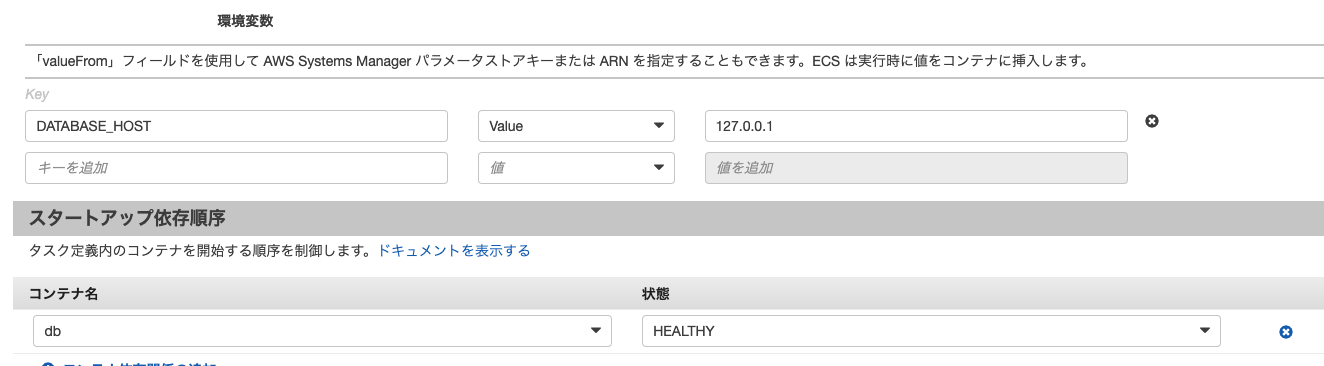 環境変数
「valueFrom」フィールドを使用して AWS Systems Manager パラメータストアキーまたは ARN を指定することもできます。ECS は実行時に値をコンテナに挿入します。
Key
DATABASE_HOST Value 127.0.0.1
キーを追加 値 値を追加
スタートアップ依存順序
タスク定義内のコンテナを開始する順序を制御します。ドキュメントを表示する
コンテナ名 状態
db HEALTHY